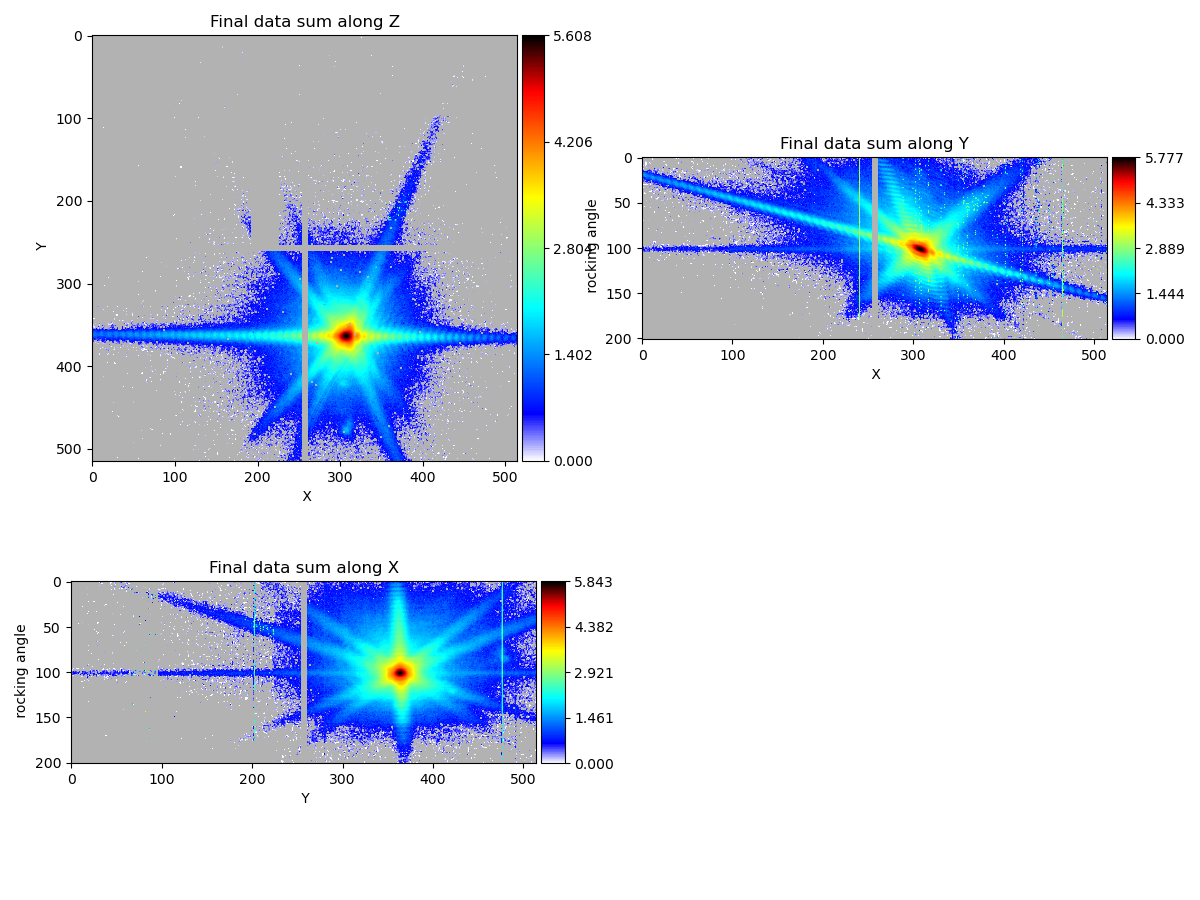 Final data sum along Z
0
100
200
300
400
500
Y
0 100 200 300 400 500
X
5.608
4.206
2.804
1.402
0.000
Final data sum along Y
0
50
100
150
200
rocking angle
0 100 200 300 400 500
X
5.777
4.333
2.889
1.444
0.000
Final data sum along X
0
50
100
150
200
rocking angle
0 100 200 300 400 500
Y
5.843
4.382
2.921
1.461
0.000